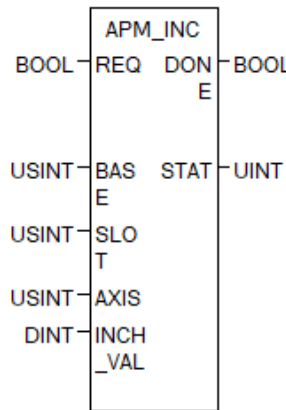 APM_INC
BOOL REQ DON BOOL
E
USINT BAS STAT UINT
E
USINT SLO
T
USINT AXIS
DINT INCH
_VAL